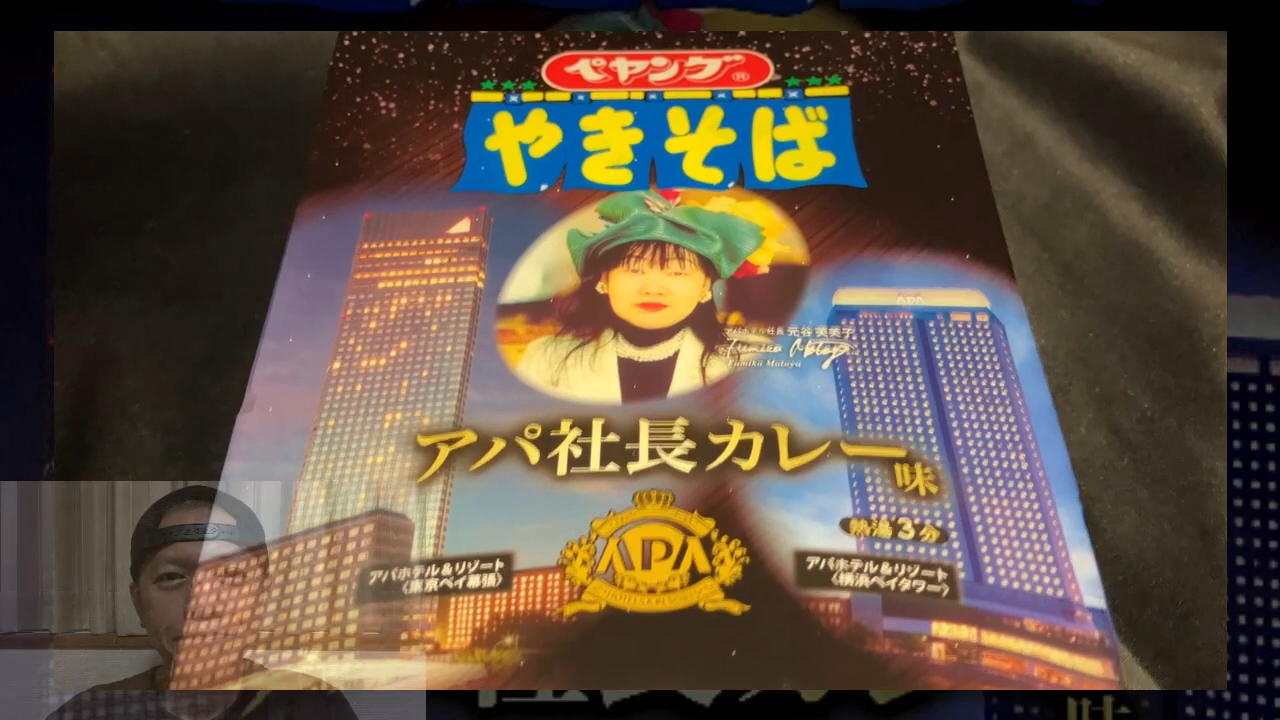 ペヤング®
やきそば
アパホテル社長 元谷 芙美子
Fumiko Motoya
Fumiko Motoya
アパ社長カレー味
熱湯3分
APA
アパホテル&リゾート
〈東京ベイ幕張〉
APA
アパホテル&リゾート
〈横浜ベイタワー〉
味